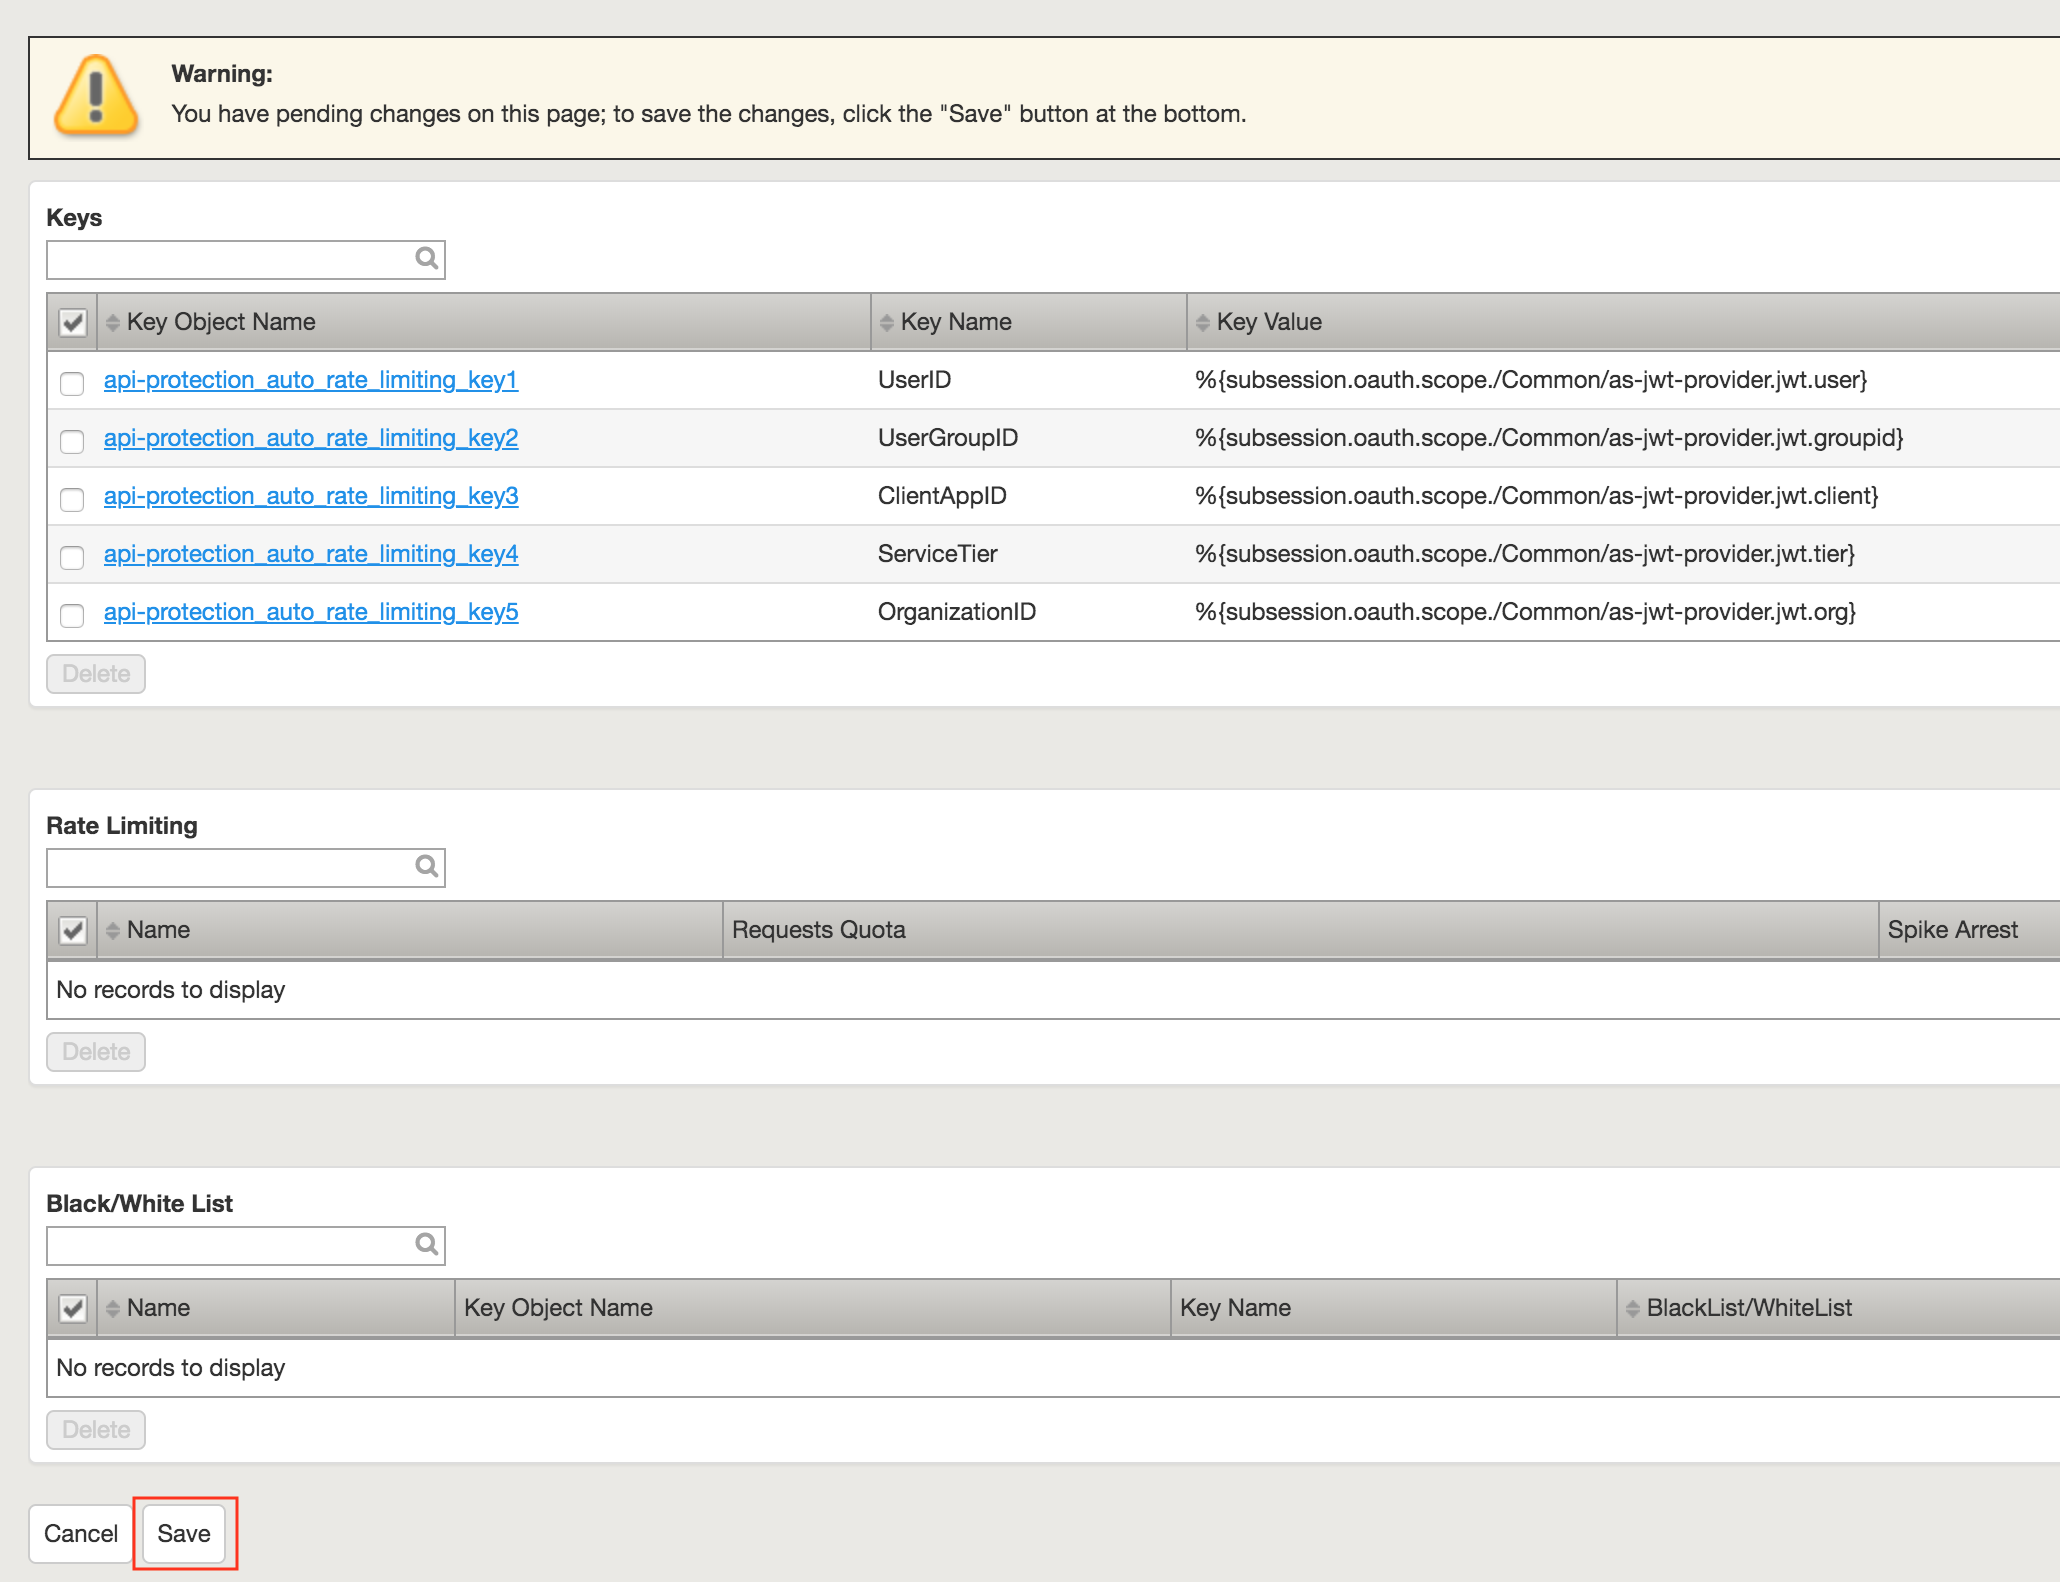 Warning:
You have pending changes on this page; to save the changes, click the "Save" button at the bottom.
Keys
Key Object Name Key Name Key Value
api-protection_auto_rate_limiting_key1 UserID %{subsession.oauth.scope./Common/as-jwt-provider.jwt.user}
api-protection_auto_rate_limiting_key2 UserGroupID %{subsession.oauth.scope./Common/as-jwt-provider.jwt.groupid}
api-protection_auto_rate_limiting_key3 ClientAppID %{subsession.oauth.scope./Common/as-jwt-provider.jwt.client}
api-protection_auto_rate_limiting_key4 ServiceTier %{subsession.oauth.scope./Common/as-jwt-provider.jwt.tier}
api-protection_auto_rate_limiting_key5 OrganizationID %{subsession.oauth.scope./Common/as-jwt-provider.jwt.org}
Delete
Rate Limiting
Name Requests Quota Spike Arrest
No records to display
Delete
Black/White List
Name Key Object Name Key Name BlackList/WhiteList
No records to display
Delete
Cancel Save